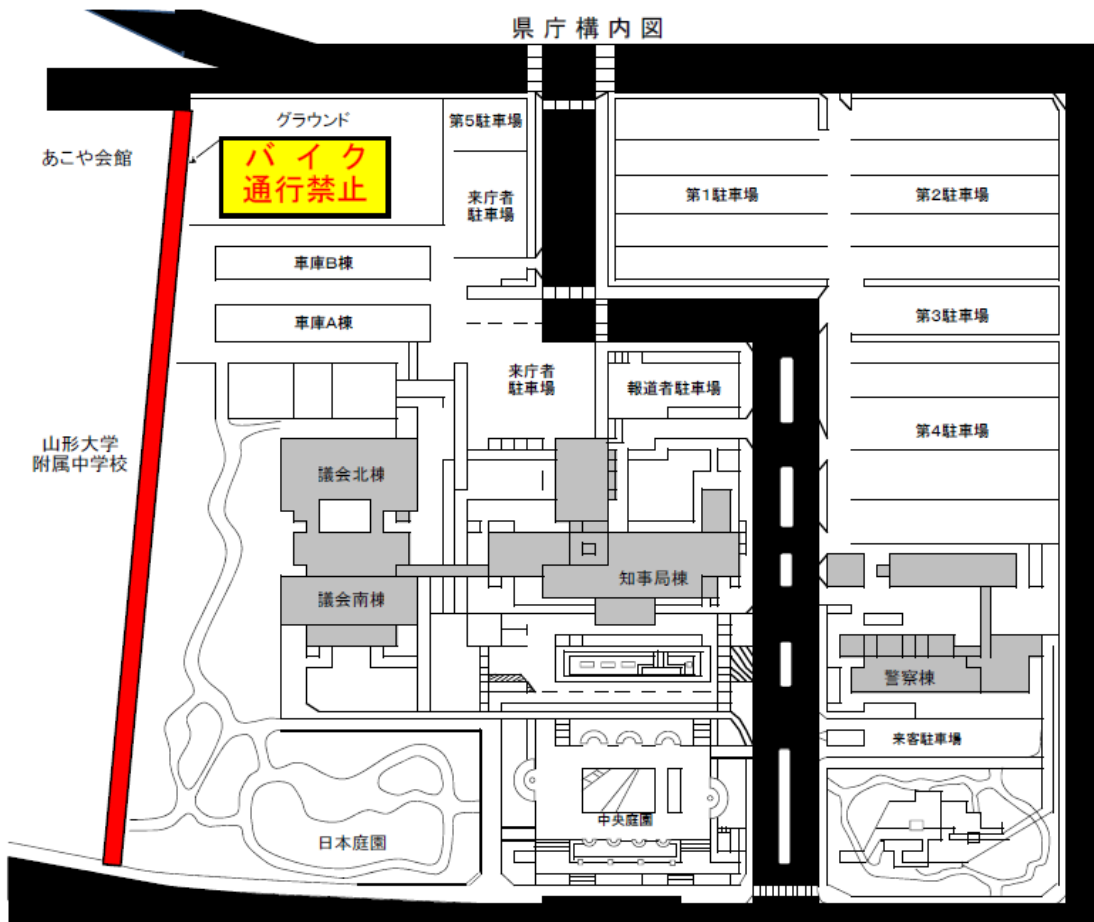 県庁構内図
グラウンド
第5駐車場
あこや会館
バイク
通行禁止
来庁者
駐車場
第1駐車場
第2駐車場
車庫B棟
車庫A棟
第3駐車場
来庁者
駐車場
報道者駐車場
第4駐車場
山形大学
附属中学校
議会北棟
知事局棟
議会南棟
警察棟
来客駐車場
中央庭園
日本庭園